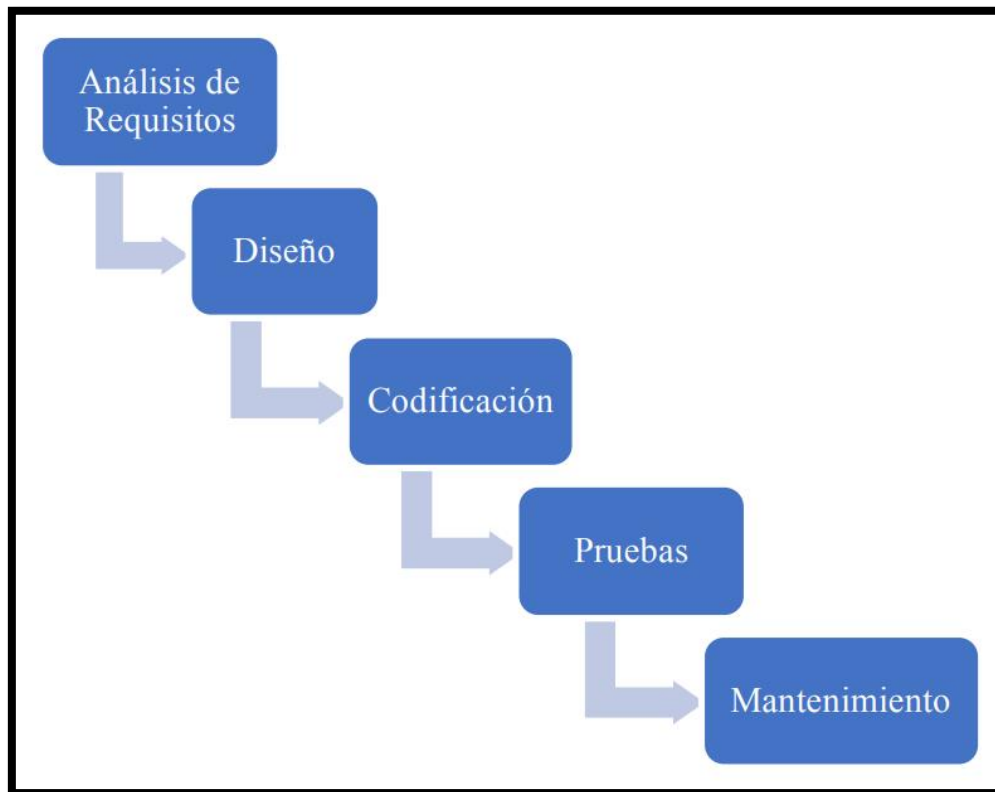 Análisis de
Requisitos
Diseño
Codificación
Pruebas
Mantenimiento